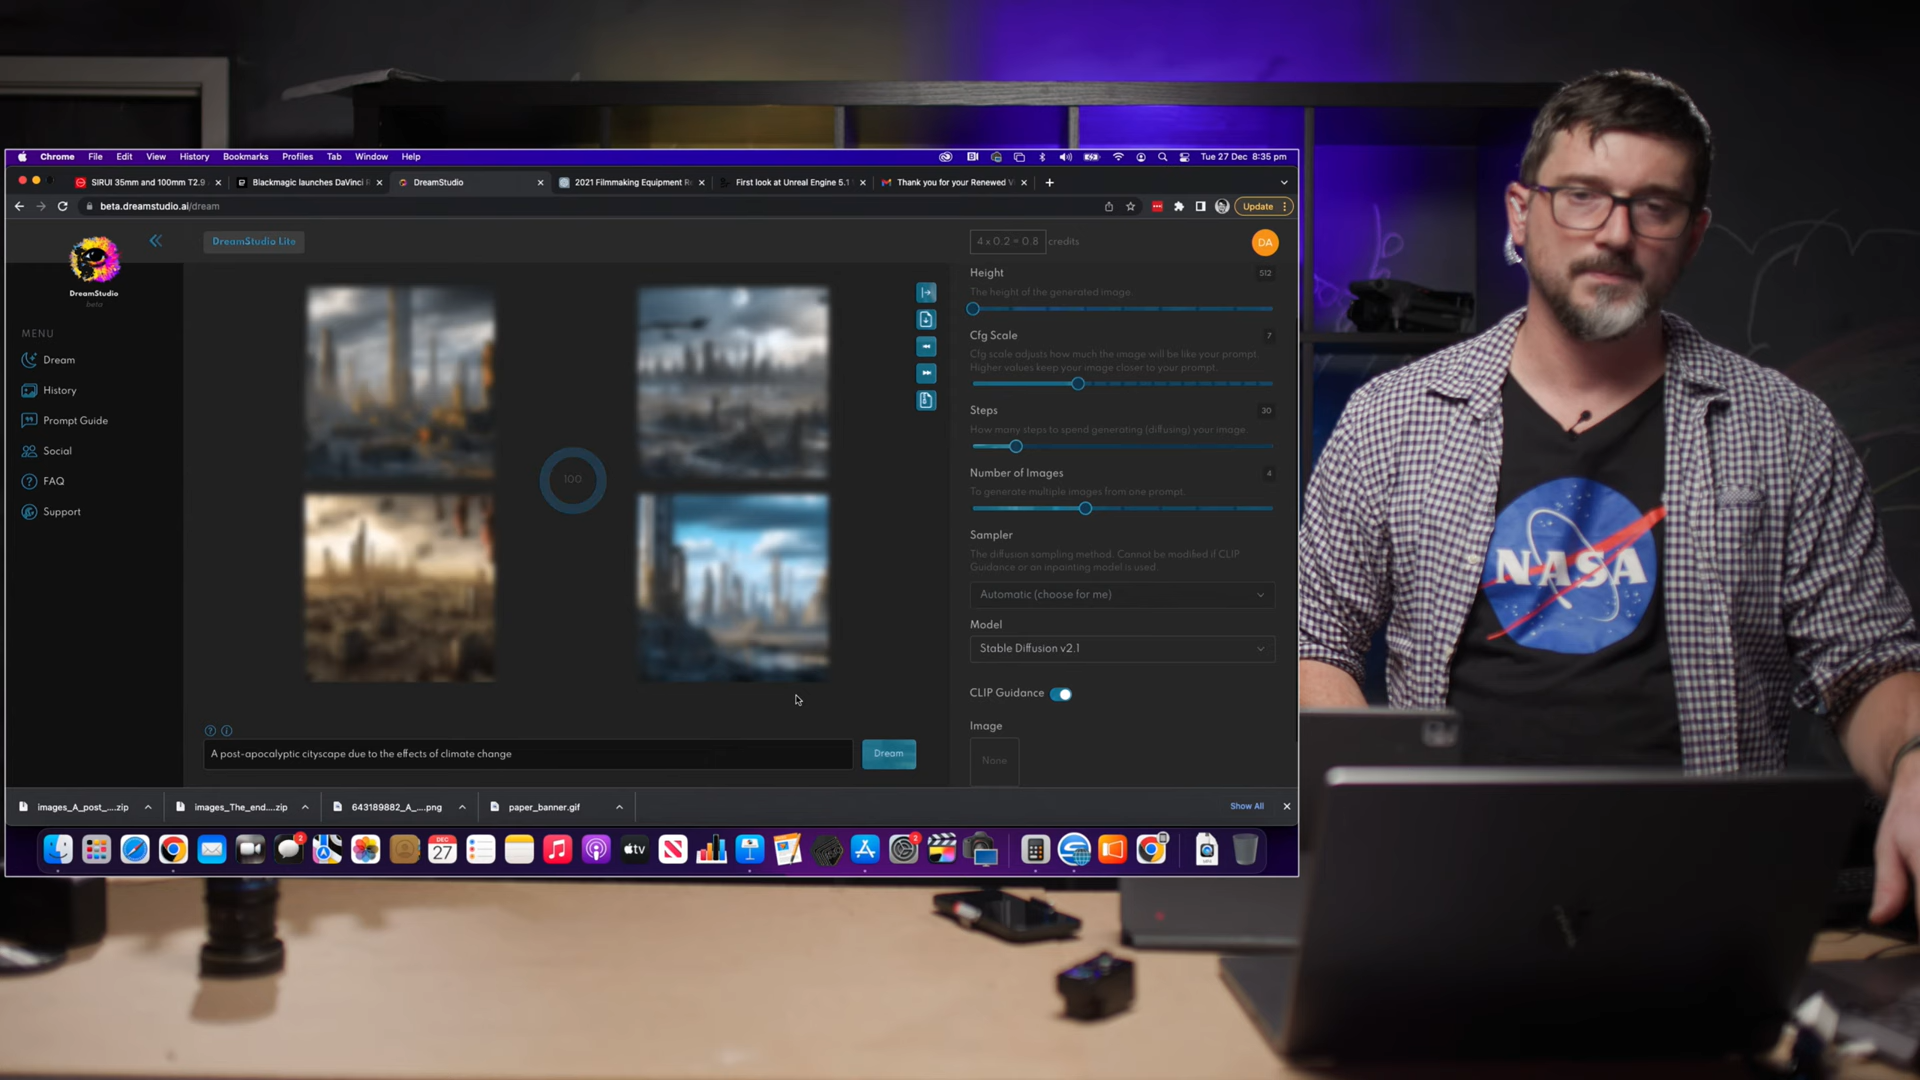 Chrome File Edit View History Bookmarks Profiles Tab Window Help Tue 27 Dec 8:35 pm
SIRUI 35mm and 100mm T2.9 Blackmagic launches DaVinci DreamStudio 2021 Filmmaking Equipment First look at Unreal Engine 5.1 Thank you for your Renewed
beta.dreamstudio.ai/dream Update
DreamStudio Lite 4 x 0.2 = 0.8 credits DA
DreamStudio
beta
MENU
Dream
History
Prompt Guide
Social
FAQ
Support
100
Height 512
The height of the generated image.
Cfg Scale 7
Cfg scale adjusts how much the image will be like your prompt.
Higher values keep your image closer to your prompt.
Steps 30
How many steps to spend generating (diffusing) your image.
Number of Images 4
To generate multiple images from one prompt.
Sampler
The diffusion sampling method. Cannot be modified if CLIP
Guidance or an inpainting model is used.
Automatic (choose for me)
Model
Stable Diffusion v2.1
CLIP Guidance
Image
None
A post-apocalyptic cityscape due to the effects of climate change
Dream
images_A_post_....zip images_The_end....zip 643189882_A_....png paper_banner.gif Show All
2 DEC 27 tv 2
NASA